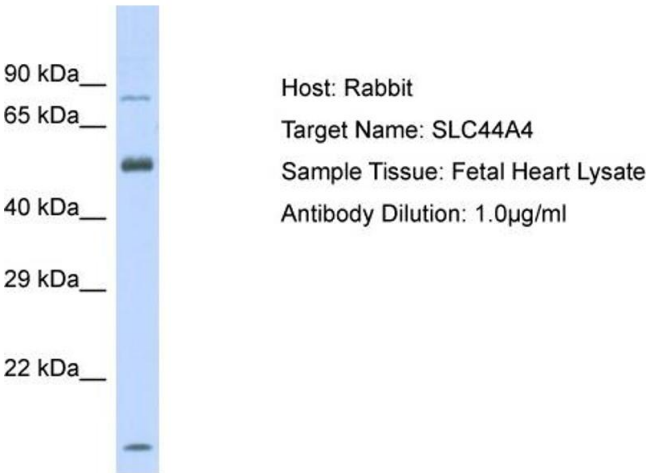 90 kDa
65 kDa
40 kDa
29 kDa
22 kDa
Host: Rabbit
Target Name: SLC44A4
Sample Tissue: Fetal Heart Lysate
Antibody Dilution: 1.0µg/ml